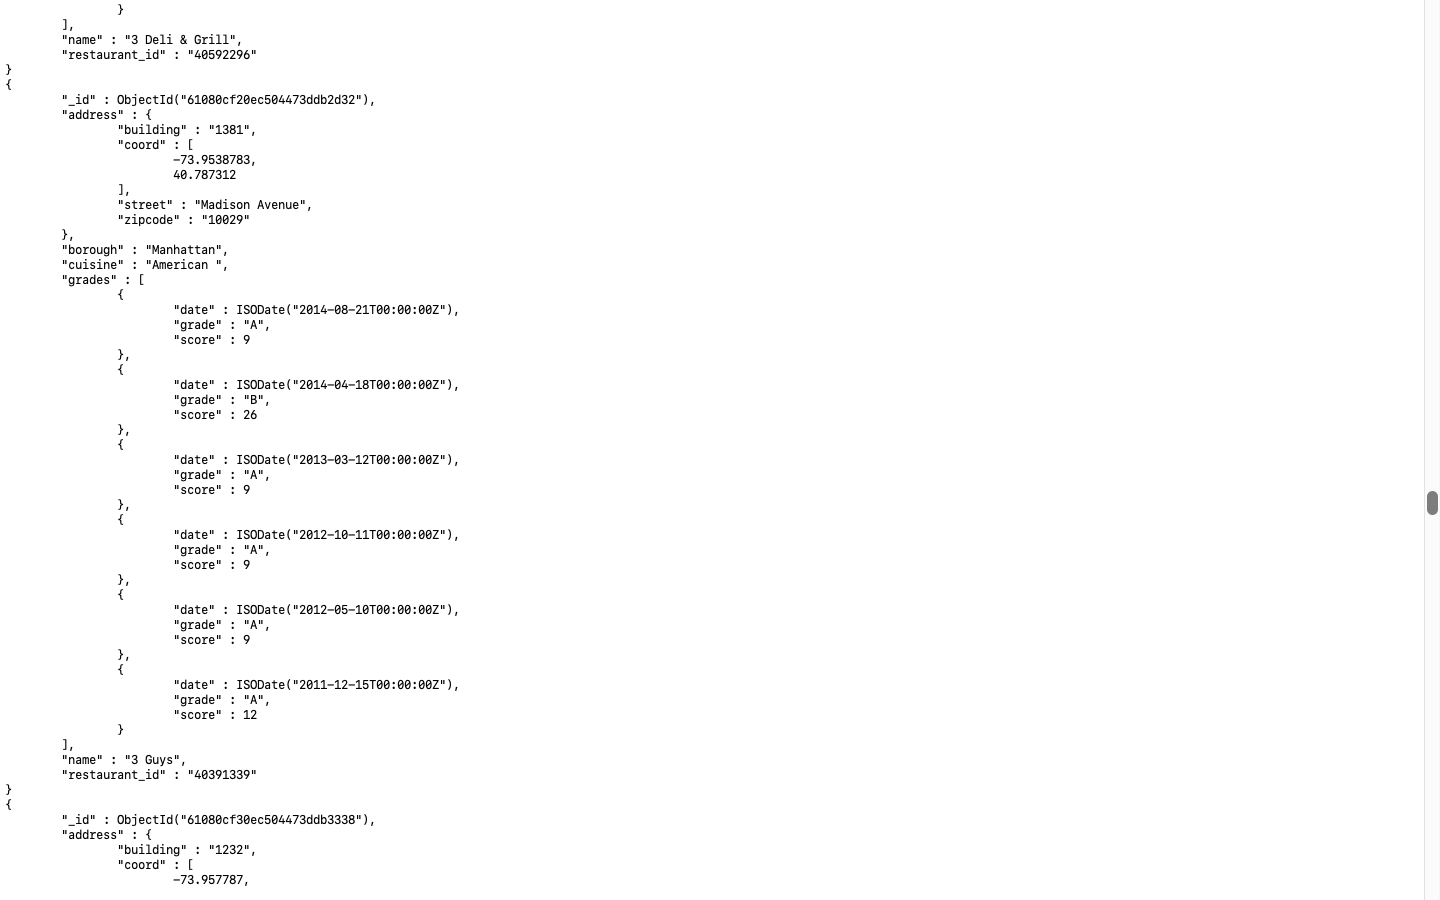 }
],
"name" : "3 Deli & Grill",
"restaurant_id" : "40592296"
}
{
"_id" : ObjectId("61080cf20ec504473ddb2d32"),
"address" : {
"building" : "1381",
"coord" : [
-73.9538783,
40.787312
],
"street" : "Madison Avenue",
"zipcode" : "10029"
},
"borough" : "Manhattan",
"cuisine" : "American ",
"grades" : [
{
"date" : ISODate("2014-08-21T00:00:00Z"),
"grade" : "A",
"score" : 9
},
{
"date" : ISODate("2014-04-18T00:00:00Z"),
"grade" : "B",
"score" : 26
},
{
"date" : ISODate("2013-03-12T00:00:00Z"),
"grade" : "A",
"score" : 9
},
{
"date" : ISODate("2012-10-11T00:00:00Z"),
"grade" : "A",
"score" : 9
},
{
"date" : ISODate("2012-05-10T00:00:00Z"),
"grade" : "A",
"score" : 9
},
{
"date" : ISODate("2011-12-15T00:00:00Z"),
"grade" : "A",
"score" : 12
}
],
"name" : "3 Guys",
"restaurant_id" : "40391339"
}
{
"_id" : ObjectId("61080cf30ec504473ddb3338"),
"address" : {
"building" : "1232",
"coord" : [
-73.957787,